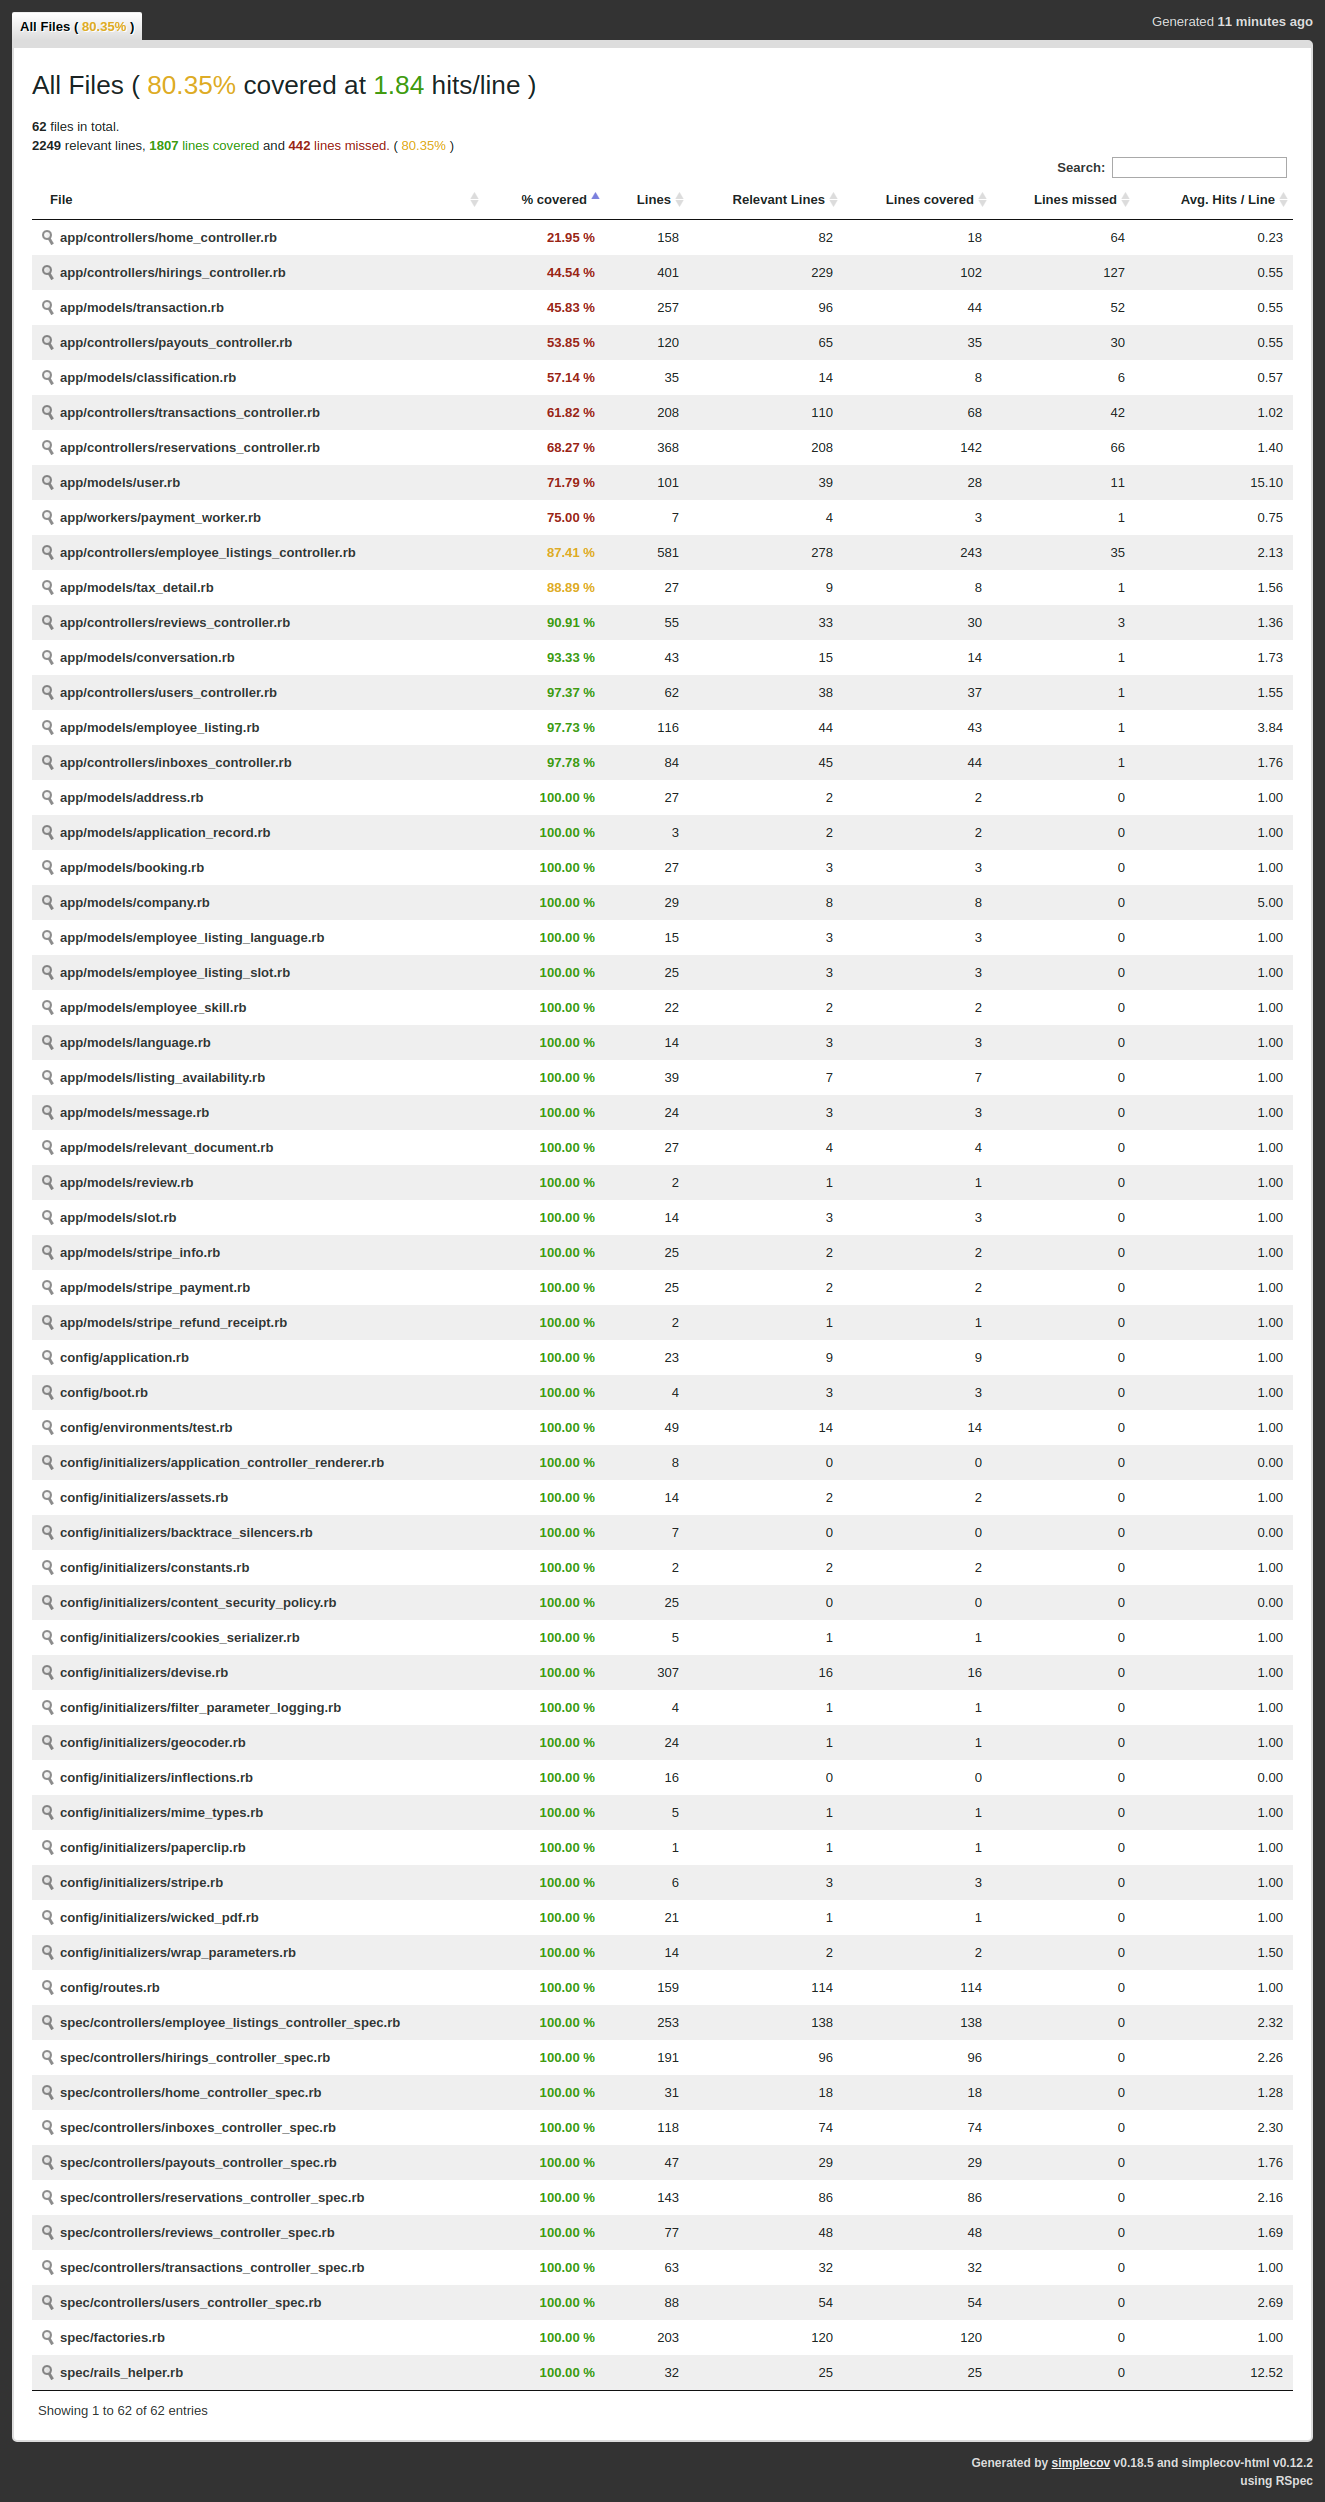 All Files ( 80.35% )
Generated 11 minutes ago
All Files ( 80.35% covered at 1.84 hits/line )
62 files in total.
2249 relevant lines, 1807 lines covered and 442 lines missed. ( 80.35% )
Search:
File % covered Lines Relevant Lines Lines covered Lines missed Avg. Hits / Line
app/controllers/home_controller.rb 21.95 % 158 82 18 64 0.23
app/controllers/hirings_controller.rb 44.54 % 401 229 102 127 0.55
app/models/transaction.rb 45.83 % 257 96 44 52 0.55
app/controllers/payouts_controller.rb 53.85 % 120 65 35 30 0.55
app/models/classification.rb 57.14 % 35 14 8 6 0.57
app/controllers/transactions_controller.rb 61.82 % 208 110 68 42 1.02
app/controllers/reservations_controller.rb 68.27 % 368 208 142 66 1.40
app/models/user.rb 71.79 % 101 39 28 11 15.10
app/workers/payment_worker.rb 75.00 % 7 4 3 1 0.75
app/controllers/employee_listings_controller.rb 87.41 % 581 278 243 35 2.13
app/models/tax_detail.rb 88.89 % 27 9 8 1 1.56
app/controllers/reviews_controller.rb 90.91 % 55 33 30 3 1.36
app/models/conversation.rb 93.33 % 43 15 14 1 1.73
app/controllers/users_controller.rb 97.37 % 62 38 37 1 1.55
app/models/employee_listing.rb 97.73 % 116 44 43 1 3.84
app/controllers/inboxes_controller.rb 97.78 % 84 45 44 1 1.76
app/models/address.rb 100.00 % 27 2 2 0 1.00
app/models/application_record.rb 100.00 % 3 2 2 0 1.00
app/models/booking.rb 100.00 % 27 3 3 0 1.00
app/models/company.rb 100.00 % 29 8 8 0 5.00
app/models/employee_listing_language.rb 100.00 % 15 3 3 0 1.00
app/models/employee_listing_slot.rb 100.00 % 25 3 3 0 1.00
app/models/employee_skill.rb 100.00 % 22 2 2 0 1.00
app/models/language.rb 100.00 % 14 3 3 0 1.00
app/models/listing_availability.rb 100.00 % 39 7 7 0 1.00
app/models/message.rb 100.00 % 24 3 3 0 1.00
app/models/relevant_document.rb 100.00 % 27 4 4 0 1.00
app/models/review.rb 100.00 % 2 1 1 0 1.00
app/models/slot.rb 100.00 % 14 3 3 0 1.00
app/models/stripe_info.rb 100.00 % 25 2 2 0 1.00
app/models/stripe_payment.rb 100.00 % 25 2 2 0 1.00
app/models/stripe_refund_receipt.rb 100.00 % 2 1 1 0 1.00
config/application.rb 100.00 % 23 9 9 0 1.00
config/boot.rb 100.00 % 4 3 3 0 1.00
config/environments/test.rb 100.00 % 49 14 14 0 1.00
config/initializers/application_controller_renderer.rb 100.00 % 8 0 0 0 0.00
config/initializers/assets.rb 100.00 % 14 2 2 0 1.00
config/initializers/backtrace_silencers.rb 100.00 % 7 0 0 0 0.00
config/initializers/constants.rb 100.00 % 2 2 2 0 1.00
config/initializers/content_security_policy.rb 100.00 % 25 0 0 0 0.00
config/initializers/cookies_serializer.rb 100.00 % 5 1 1 0 1.00
config/initializers/devise.rb 100.00 % 307 16 16 0 1.00
config/initializers/filter_parameter_logging.rb 100.00 % 4 1 1 0 1.00
config/initializers/geocoder.rb 100.00 % 24 1 1 0 1.00
config/initializers/inflections.rb 100.00 % 16 0 0 0 0.00
config/initializers/mime_types.rb 100.00 % 5 1 1 0 1.00
config/initializers/paperclip.rb 100.00 % 1 1 1 0 1.00
config/initializers/stripe.rb 100.00 % 6 3 3 0 1.00
config/initializers/wicked_pdf.rb 100.00 % 21 1 1 0 1.00
config/initializers/wrap_parameters.rb 100.00 % 14 2 2 0 1.50
config/routes.rb 100.00 % 159 114 114 0 1.00
spec/controllers/employee_listings_controller_spec.rb 100.00 % 253 138 138 0 2.32
spec/controllers/hirings_controller_spec.rb 100.00 % 191 96 96 0 2.26
spec/controllers/home_controller_spec.rb 100.00 % 31 18 18 0 1.28
spec/controllers/inboxes_controller_spec.rb 100.00 % 118 74 74 0 2.30
spec/controllers/payouts_controller_spec.rb 100.00 % 47 29 29 0 1.76
spec/controllers/reservations_controller_spec.rb 100.00 % 143 86 86 0 2.16
spec/controllers/reviews_controller_spec.rb 100.00 % 77 48 48 0 1.69
spec/controllers/transactions_controller_spec.rb 100.00 % 63 32 32 0 1.00
spec/controllers/users_controller_spec.rb 100.00 % 88 54 54 0 2.69
spec/factories.rb 100.00 % 203 120 120 0 1.00
spec/rails_helper.rb 100.00 % 32 25 25 0 12.52
Showing 1 to 62 of 62 entries
Generated by simplecov v0.18.5 and simplecov-html v0.12.2
using RSpec